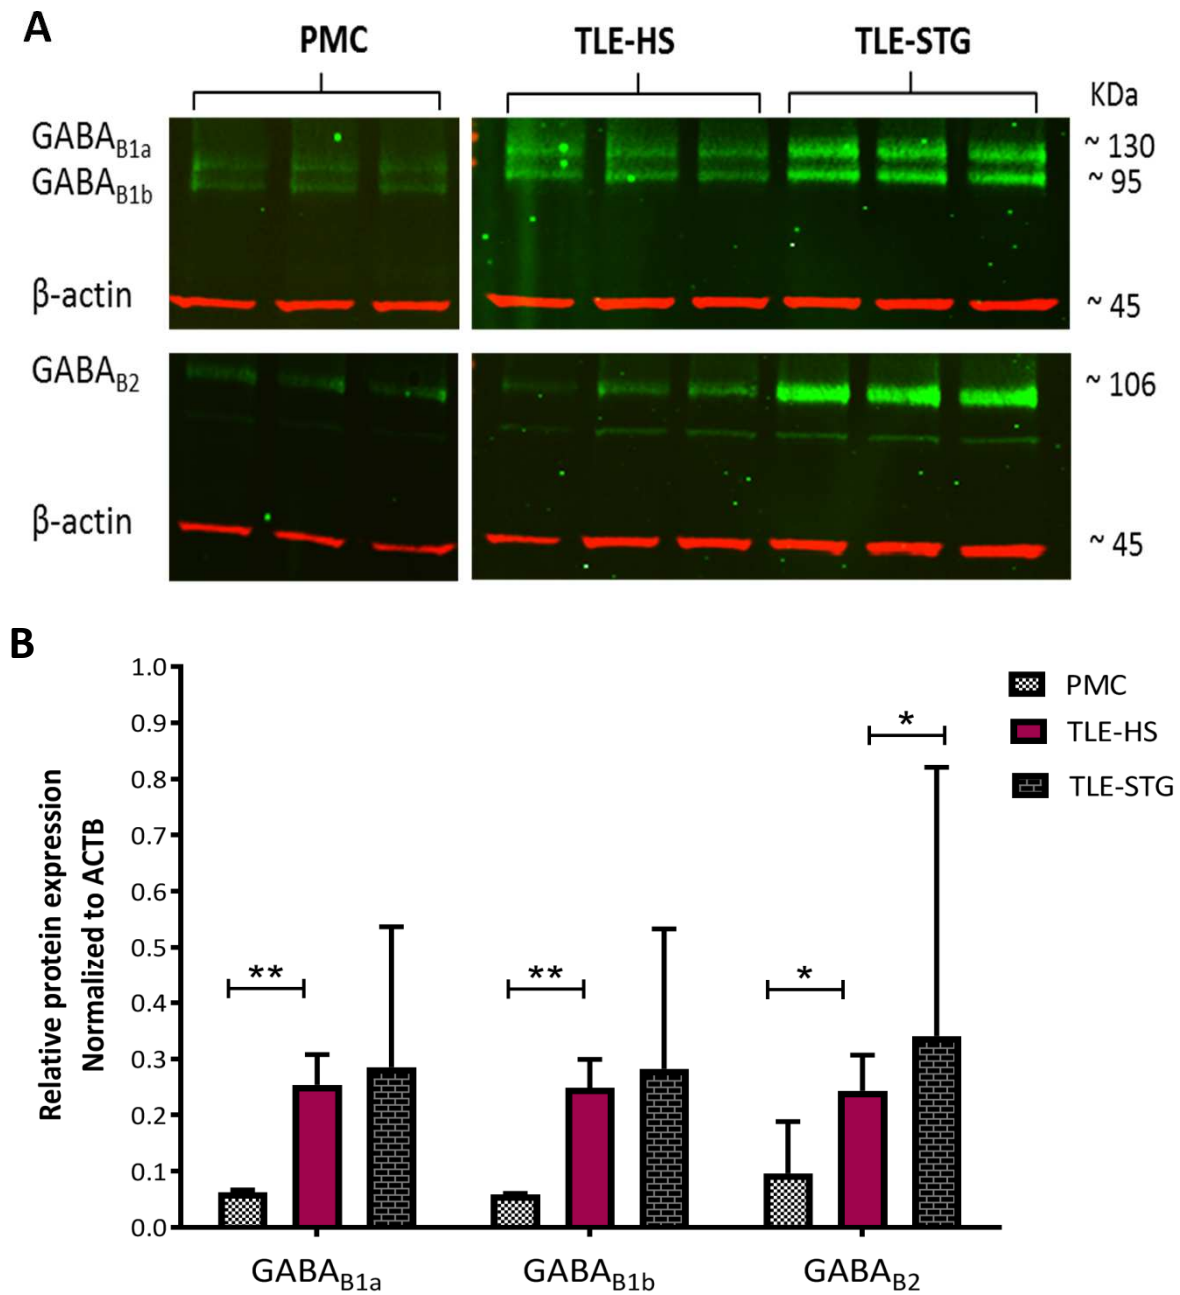 A
PMC TLE-HS TLE-STG
KDa
GABAB1a ~ 130
GABAB1b ~ 95
β-actin ~ 45
GABAB2 ~ 106
β-actin ~ 45
B
Relative protein expression
Normalized to ACTB
1.0
0.9
0.8
0.7
0.6
0.5
0.4
0.3
0.2
0.1
0.0
** ** * *
PMC
TLE-HS
TLE-STG
GABAB1a GABAB1b GABAB2